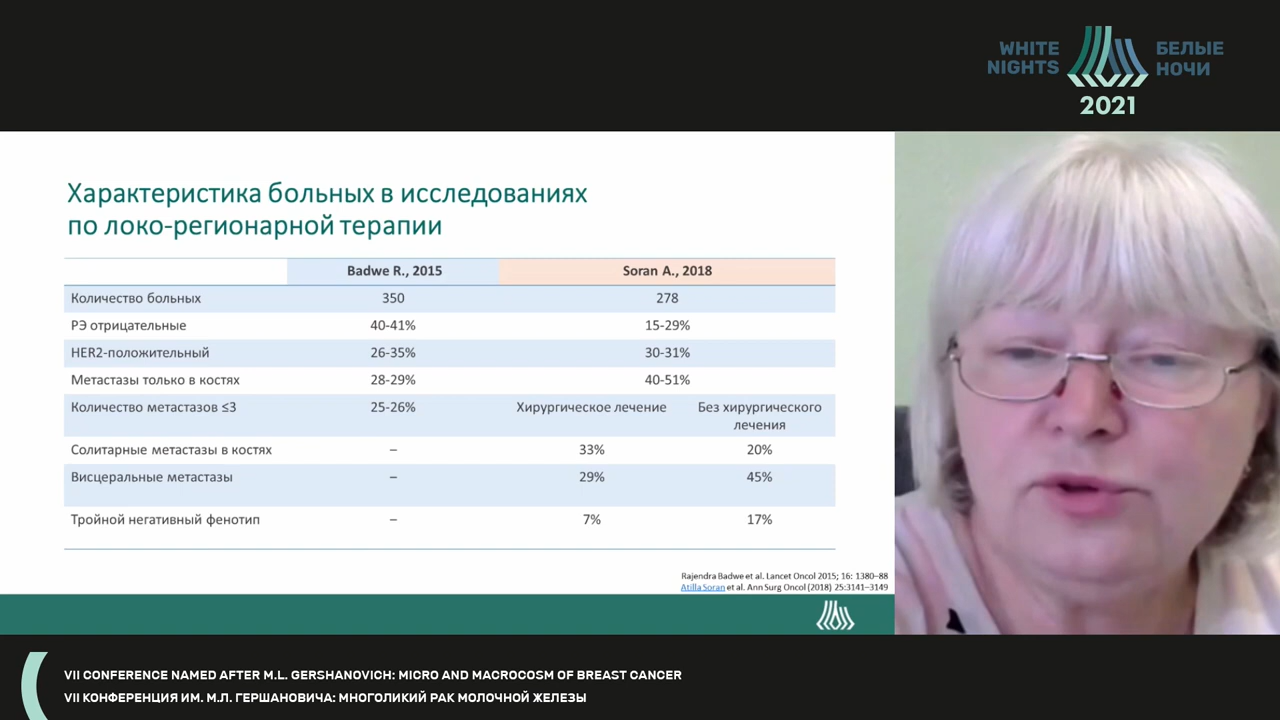 WHITE NIGHTS
БЕЛЫЕ НОЧИ
2021
Характеристика больных в исследованиях
по локо-регионарной терапии
Badwe R., 2015 Soran A., 2018
Количество больных 350 278
РЭ отрицательные 40-41% 15-29%
HER2-положительный 26-35% 30-31%
Метастазы только в костях 28-29% 40-51%
Количество метастазов ≤3 25-26% Хирургическое лечение Без хирургического
лечения
Солитарные метастазы в костях – 33% 20%
Висцеральные метастазы – 29% 45%
Тройной негативный фенотип – 7% 17%
Rajendra Badwe et al. Lancet Oncol 2015; 16: 1380–88
Atilla Soran et al. Ann Surg Oncol (2018) 25:3141–3149
VII CONFERENCE NAMED AFTER M.L. GERSHANOVICH: MICRO AND MACROCOSM OF BREAST CANCER
VII КОНФЕРЕНЦИЯ ИМ. М.Л. ГЕРШАНОВИЧА: МНОГОЛИКИЙ РАК МОЛОЧНОЙ ЖЕЛЕЗЫ